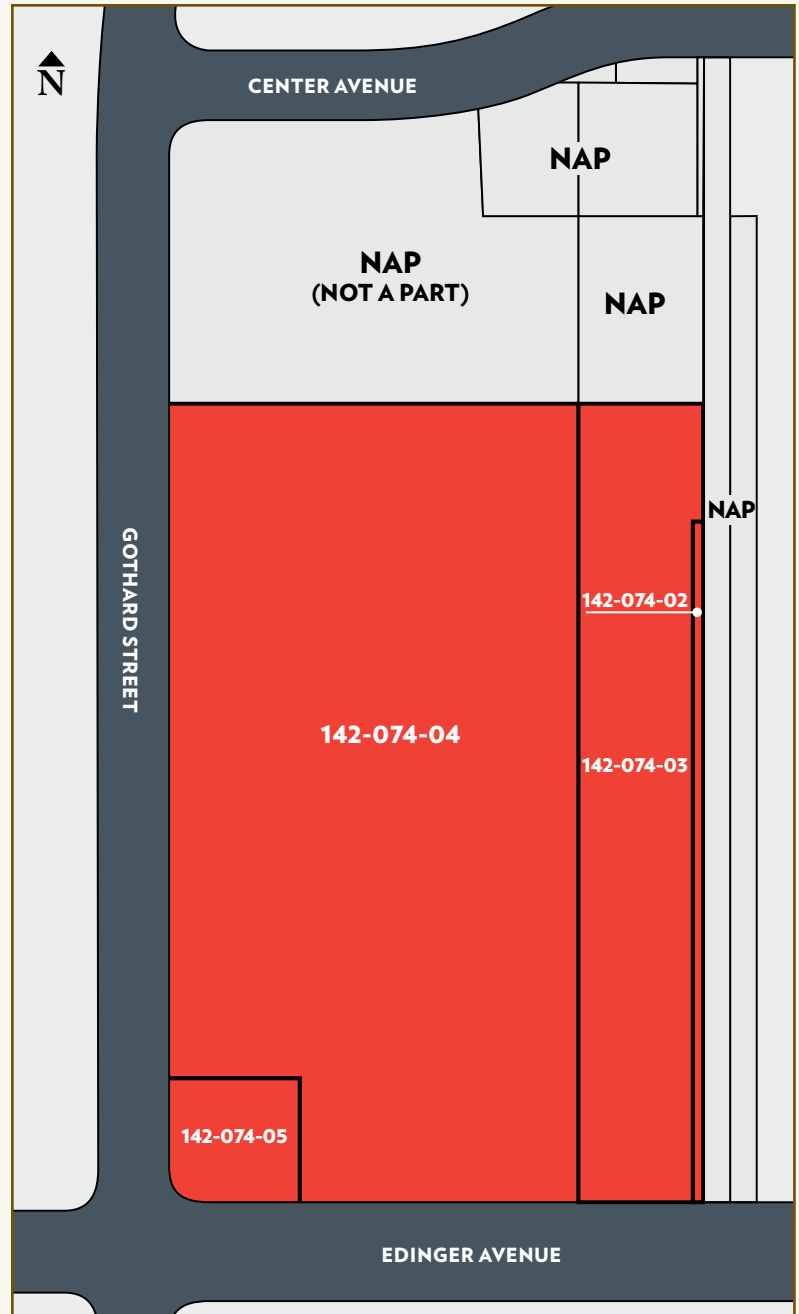 N
CENTER AVENUE
NAP
NAP
(NOT A PART)
NAP
NAP
GOTHARD STREET
142-074-02
142-074-04
142-074-03
142-074-05
EDINGER AVENUE